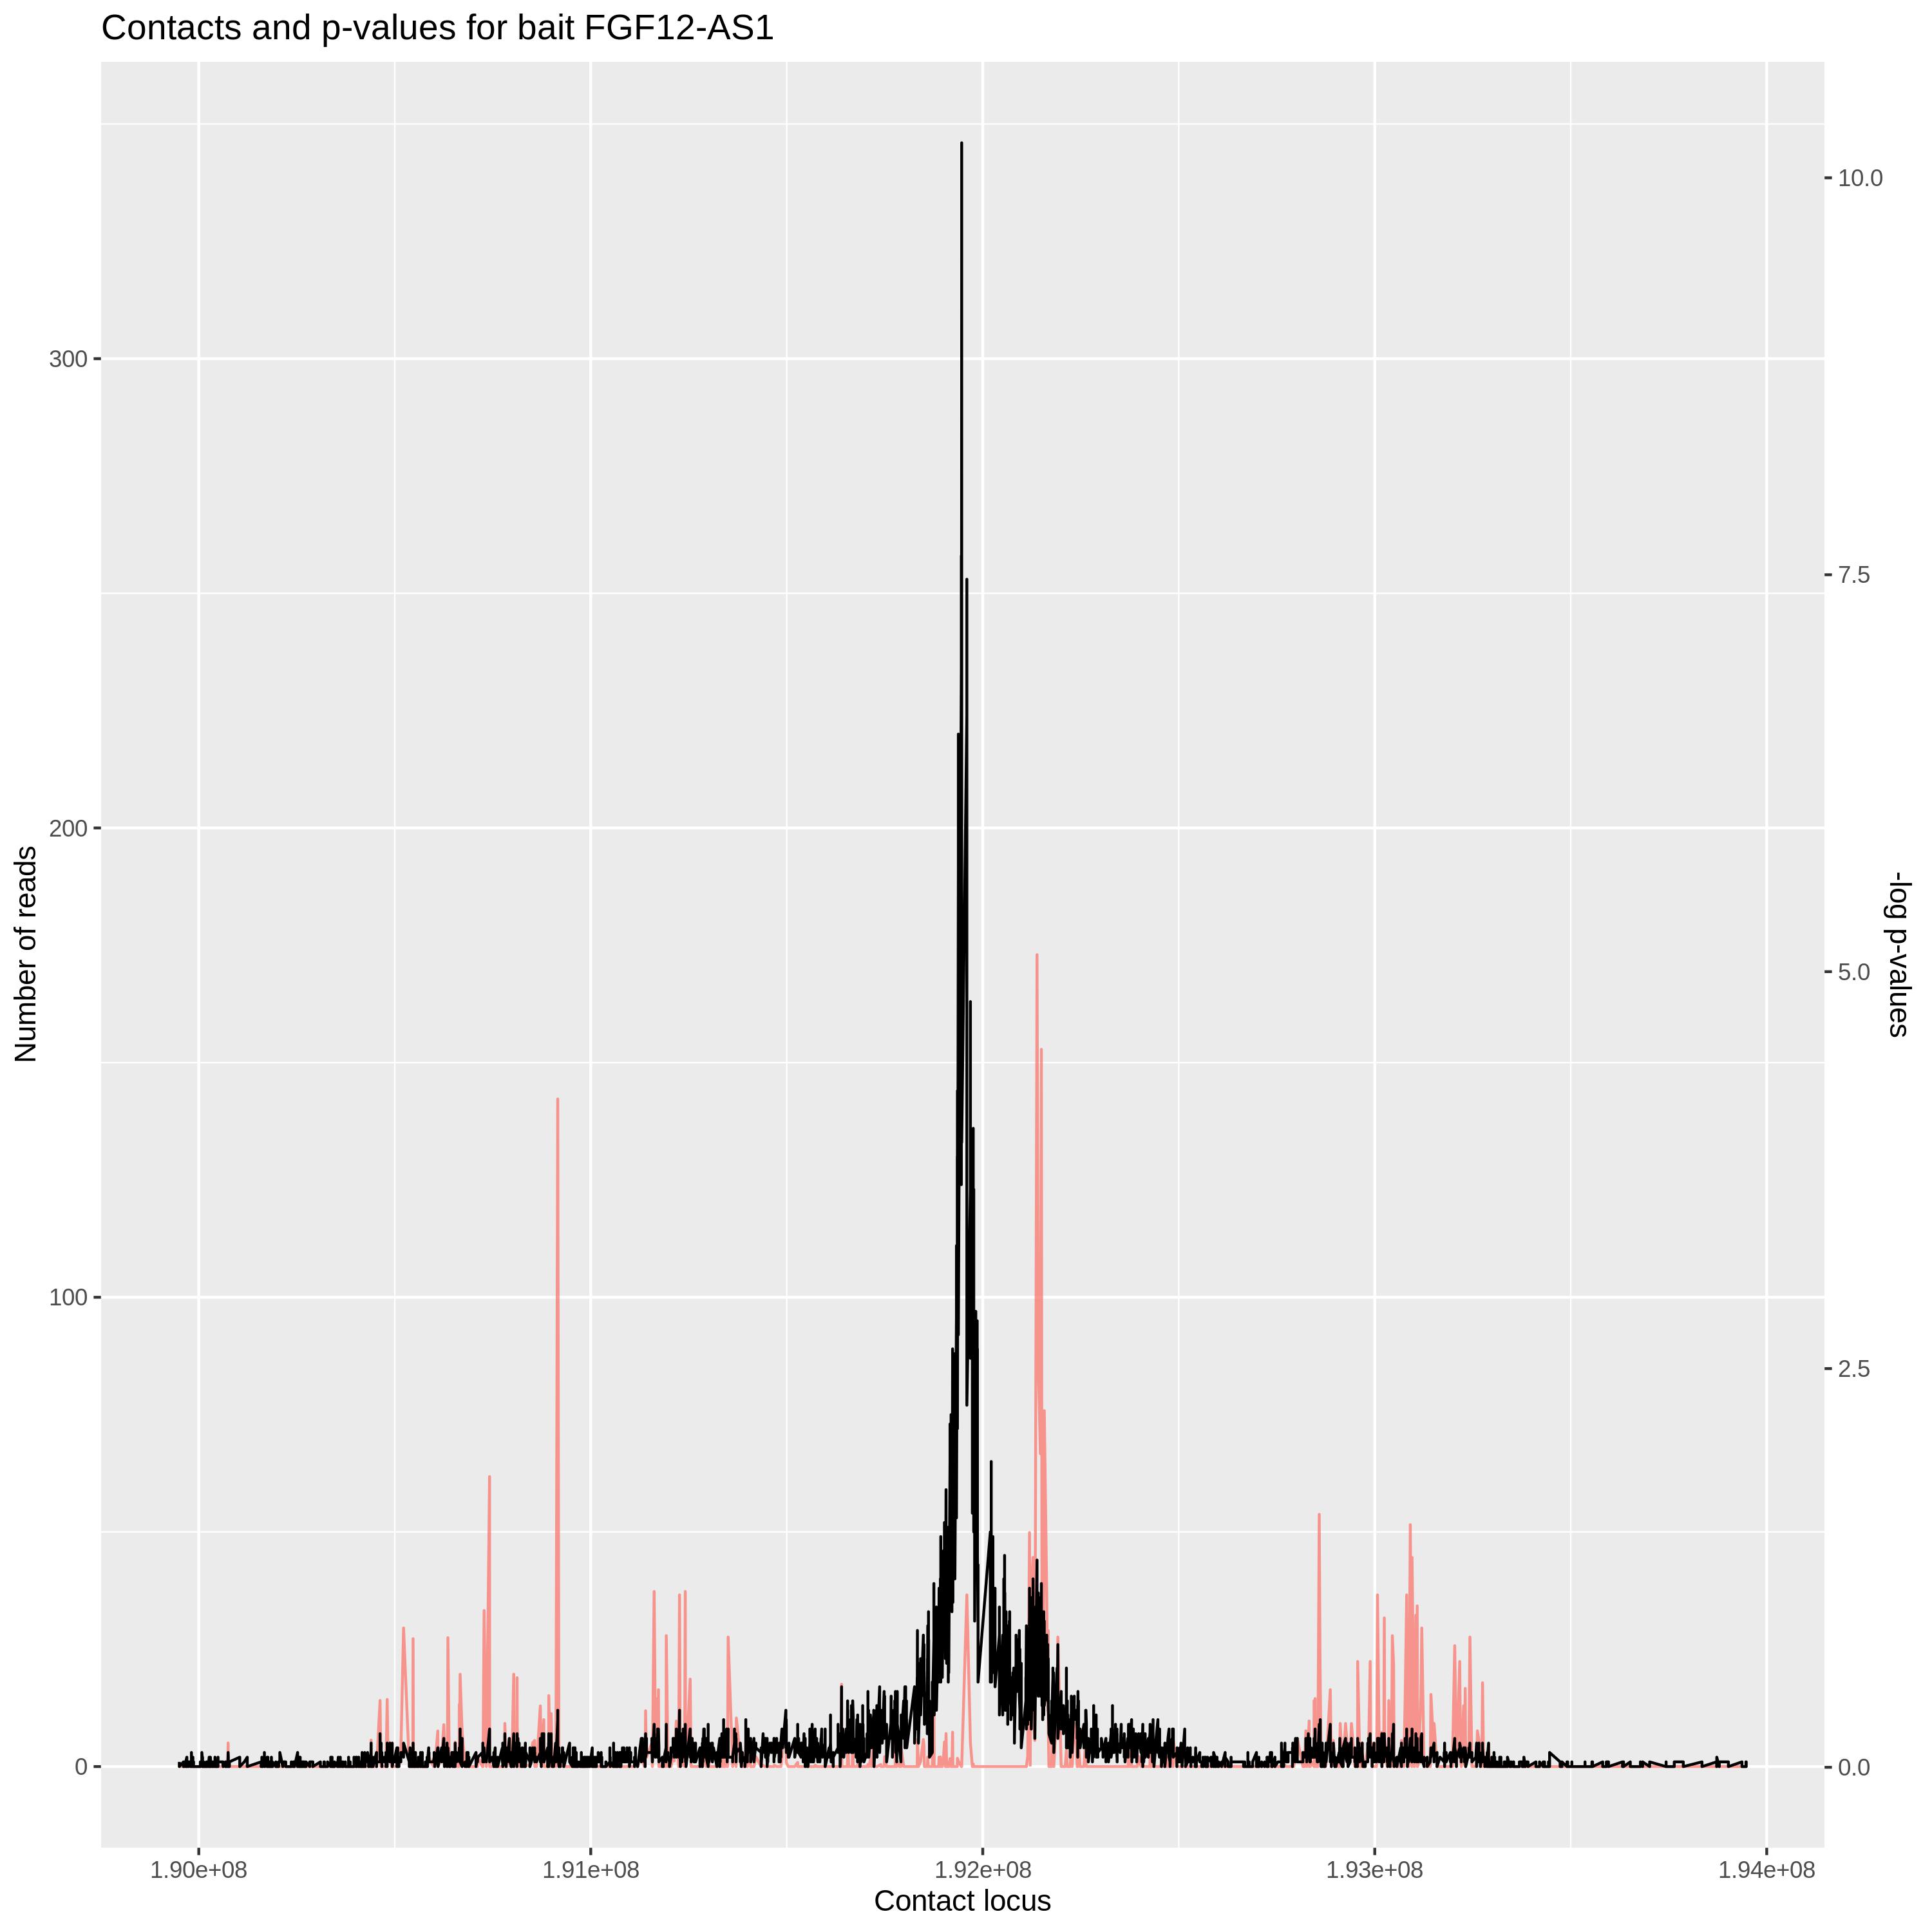 Contacts and p-values for bait FGF12-AS1
Number of reads
300
200
100
0
10.0
7.5
5.0
2.5
0.0
-log p-values
1.90e+08 1.91e+08 1.92e+08 1.93e+08 1.94e+08
Contact locus